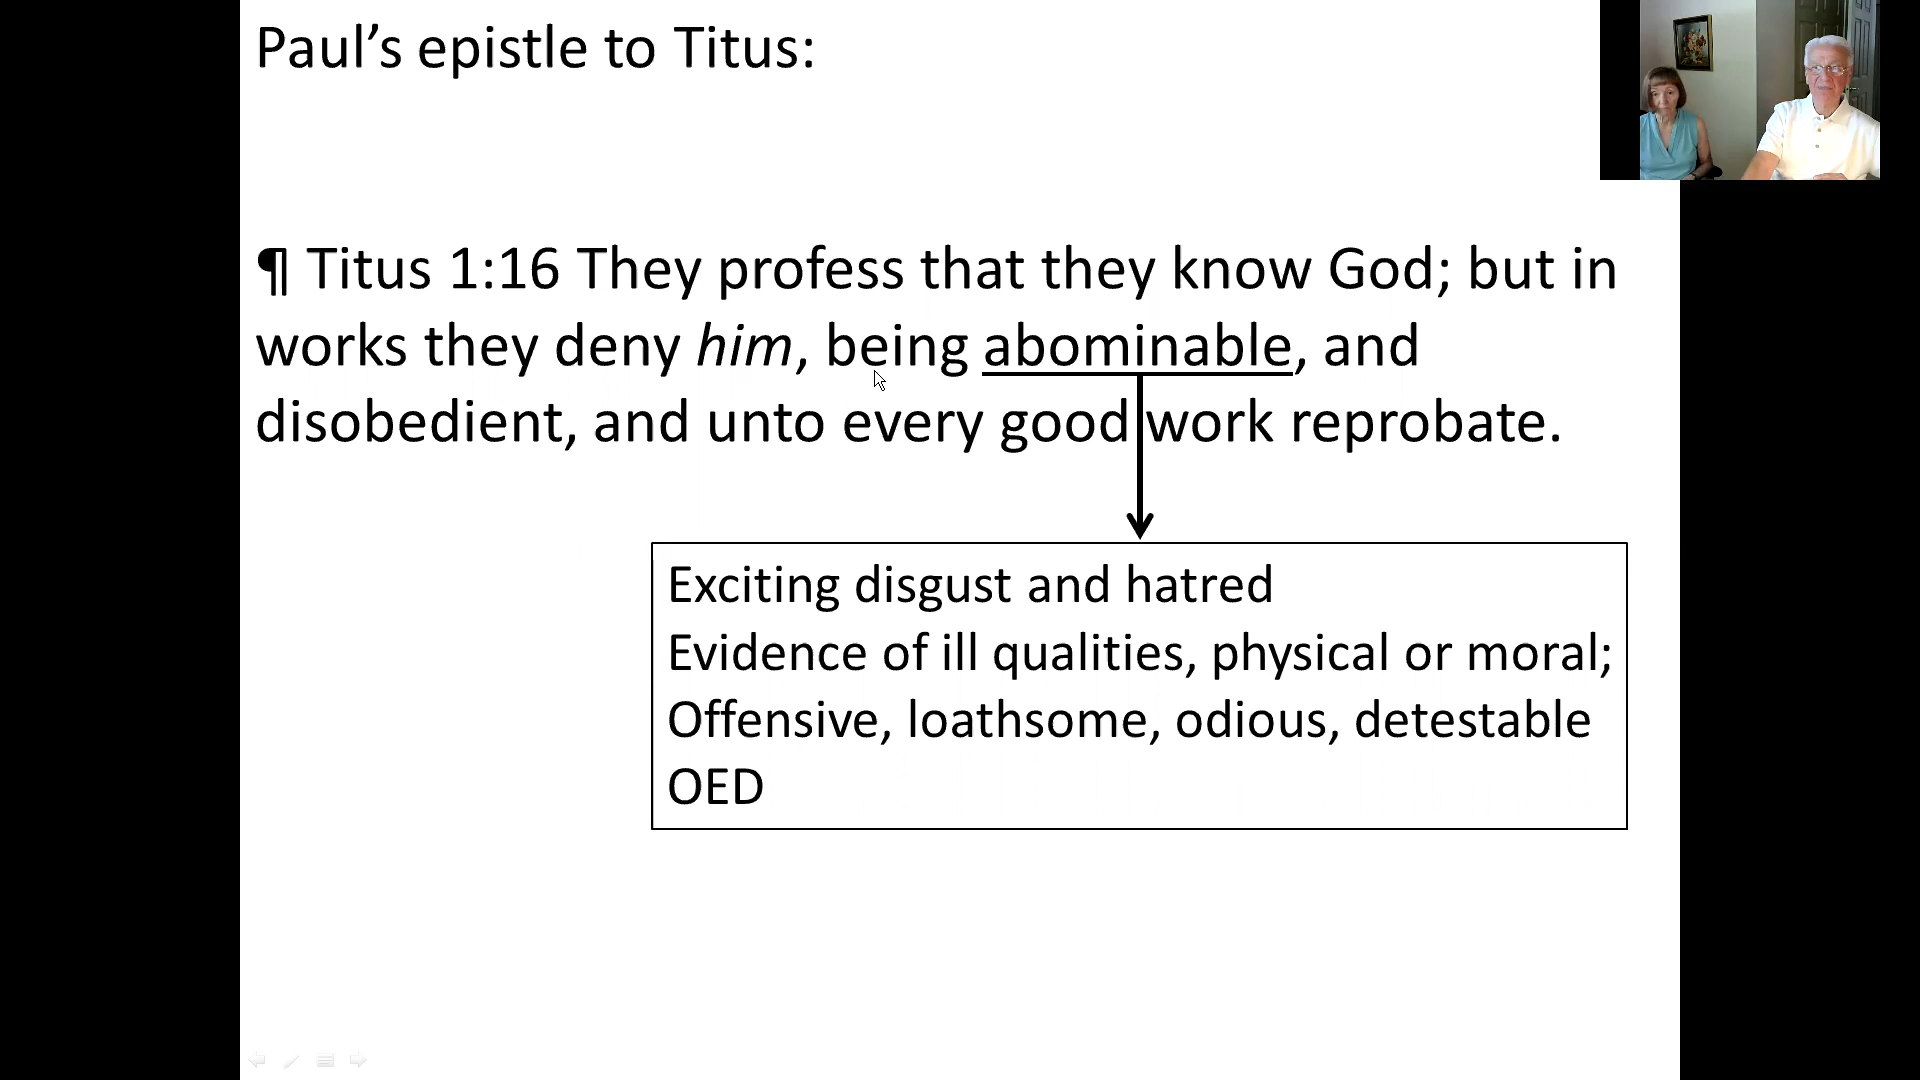 Paul’s epistle to Titus:
¶ Titus 1:16 They profess that they know God; but in
works they deny him, being abominable, and
disobedient, and unto every good work reprobate.
Exciting disgust and hatred
Evidence of ill qualities, physical or moral;
Offensive, loathsome, odious, detestable
OED